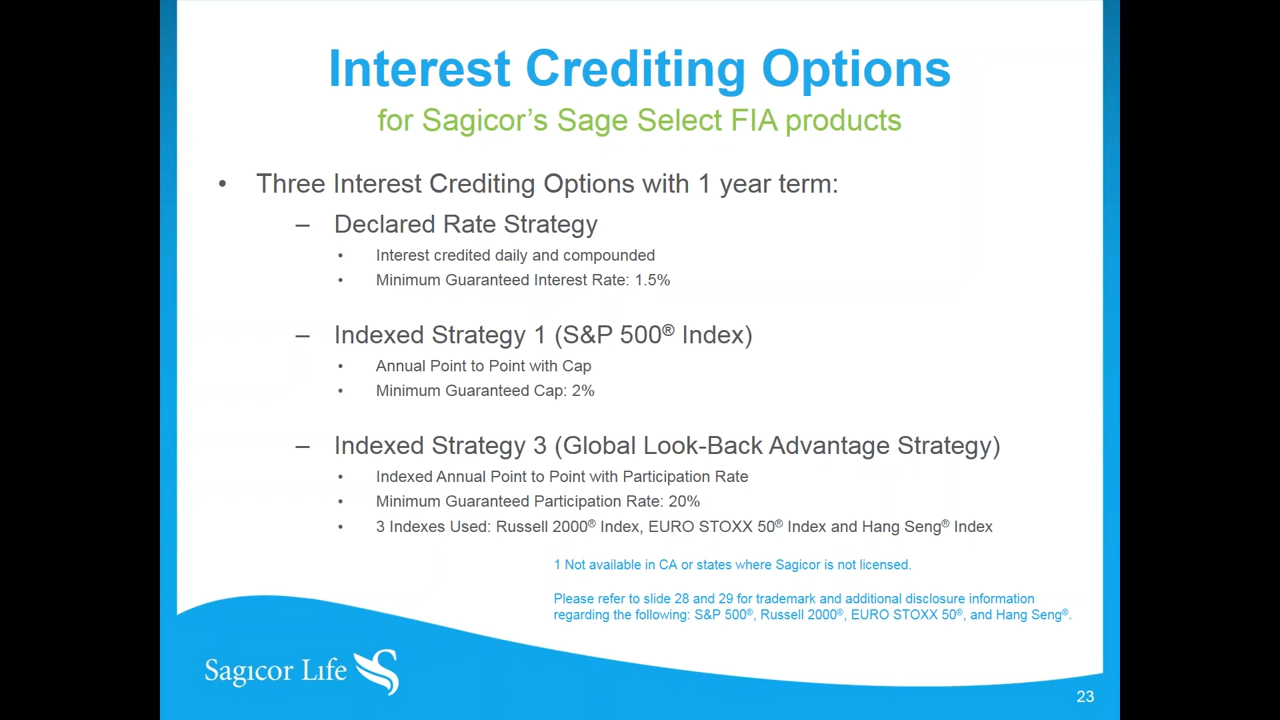 Interest Crediting Options
for Sagicor’s Sage Select FIA products
• Three Interest Crediting Options with 1 year term:
– Declared Rate Strategy
• Interest credited daily and compounded
• Minimum Guaranteed Interest Rate: 1.5%
– Indexed Strategy 1 (S&P 500® Index)
• Annual Point to Point with Cap
• Minimum Guaranteed Cap: 2%
– Indexed Strategy 3 (Global Look-Back Advantage Strategy)
• Indexed Annual Point to Point with Participation Rate
• Minimum Guaranteed Participation Rate: 20%
• 3 Indexes Used: Russell 2000® Index, EURO STOXX 50® Index and Hang Seng® Index
1 Not available in CA or states where Sagicor is not licensed.
Please refer to slide 28 and 29 for trademark and additional disclosure information
regarding the following: S&P 500®, Russell 2000®, EURO STOXX 50®, and Hang Seng®.
Sagicor Life
23